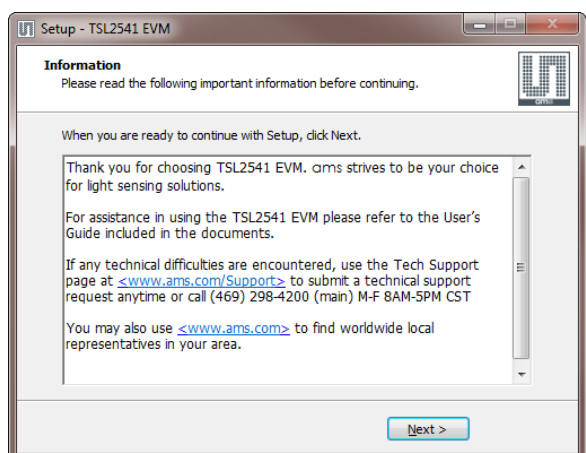 Setup - TSL2541 EVM
Information
Please read the following important information before continuing.
ams
When you are ready to continue with Setup, click Next.
Thank you for choosing TSL2541 EVM. ams strives to be your choice
for light sensing solutions.
For assistance in using the TSL2541 EVM please refer to the User's
Guide included in the documents.
If any technical difficulties are encountered, use the Tech Support
page at <www.ams.com/Support> to submit a technical support
request anytime or call (469) 298-4200 (main) M-F 8AM-5PM CST
You may also use <www.ams.com> to find worldwide local
representatives in your area.
Next >